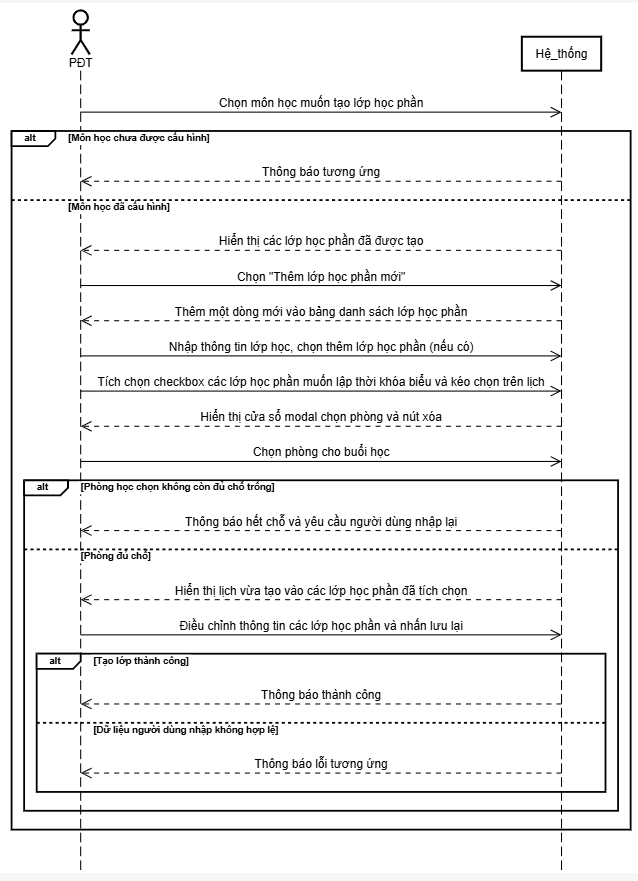 PĐT
Hệ_thống
Chọn môn học muốn tạo lớp học phần
alt
[Môn học chưa được cấu hình]
Thông báo tương ứng
[Môn học đã cấu hình]
Hiển thị các lớp học phần đã được tạo
Chọn "Thêm lớp học phần mới"
Thêm một dòng mới vào bảng danh sách lớp học phần
Nhập thông tin lớp học, chọn thêm lớp học phần (nếu có)
Tích chọn checkbox các lớp học phần muốn lập thời khóa biểu và kéo chọn trên lịch
Hiển thị cửa sổ modal chọn phòng và nút xóa
Chọn phòng cho buổi học
alt
[Phòng học chọn không còn đủ chỗ trống]
Thông báo hết chỗ và yêu cầu người dùng nhập lại
[Phòng đủ chỗ]
Hiển thị lịch vừa tạo vào các lớp học phần đã tích chọn
Điều chỉnh thông tin các lớp học phần và nhấn lưu lại
alt
[Tạo lớp thành công]
Thông báo thành công
[Dữ liệu người dùng nhập không hợp lệ]
Thông báo lỗi tương ứng